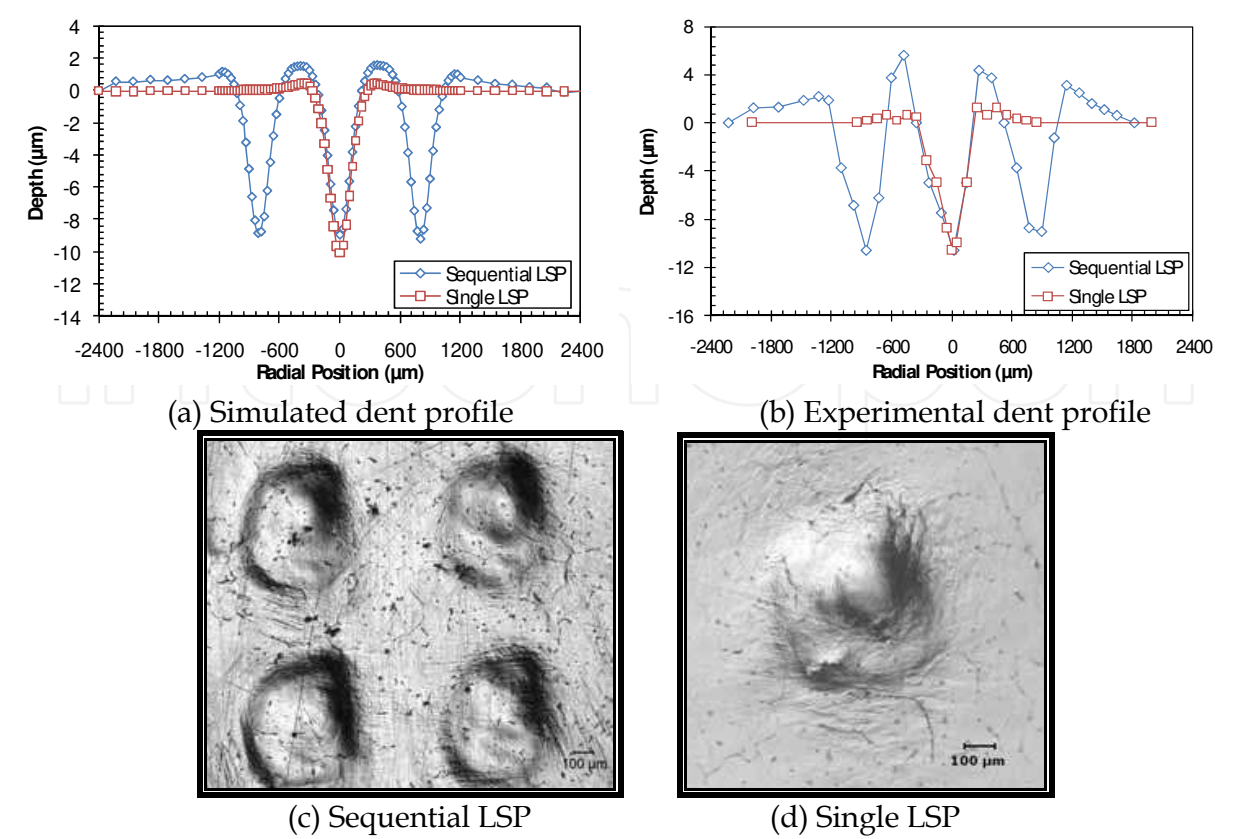 4
2
0
-2
-4
-6
-8
-10
-12
-14
Depth (µm)
Sequential LSP
Single LSP
-2400 -1800 -1200 -600 0 600 1200 1800 2400
Radial Position (µm)
(a) Simulated dent profile
8
4
0
-4
-8
-12
-16
Depth (µm)
Sequential LSP
Single LSP
-2400 -1800 -1200 -600 0 600 1200 1800 2400
Radial Position (µm)
(b) Experimental dent profile
100 µm
100 µm
(c) Sequential LSP
(d) Single LSP